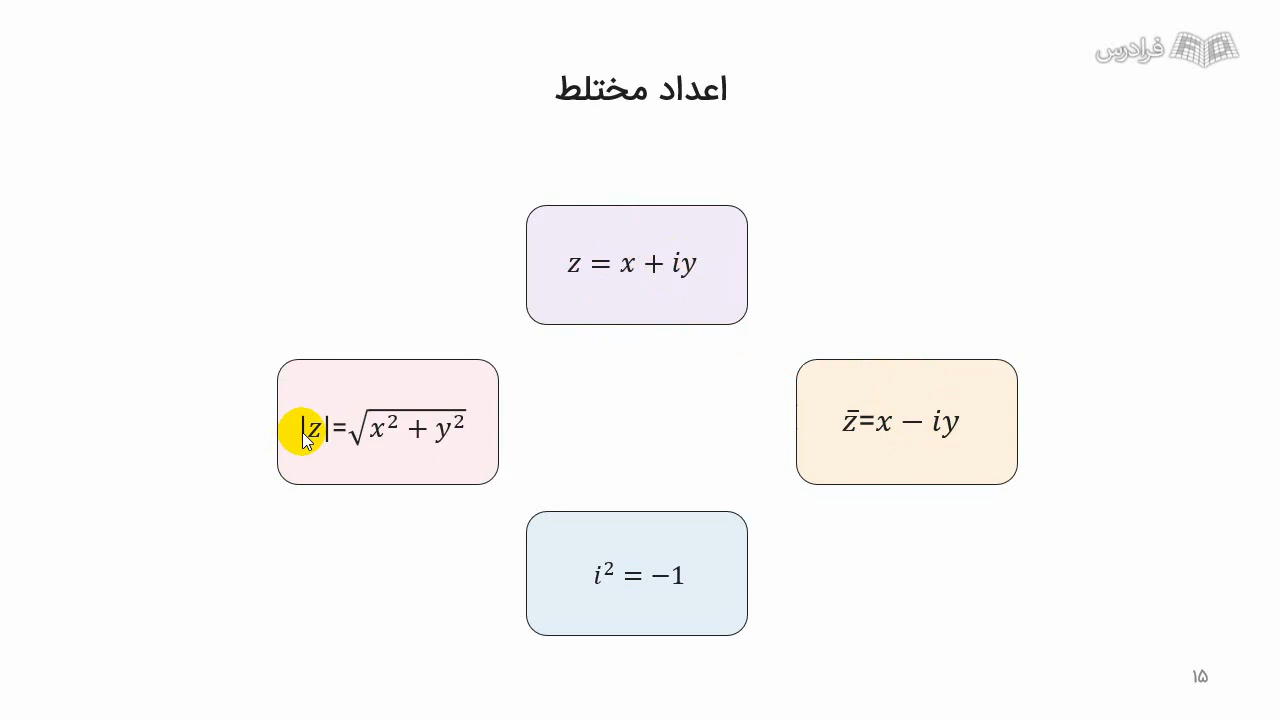 فرادرس
اعداد مختلط
z = x + iy
|z|=√x² + y²
z̄=x − iy
i² = −1
۱۵